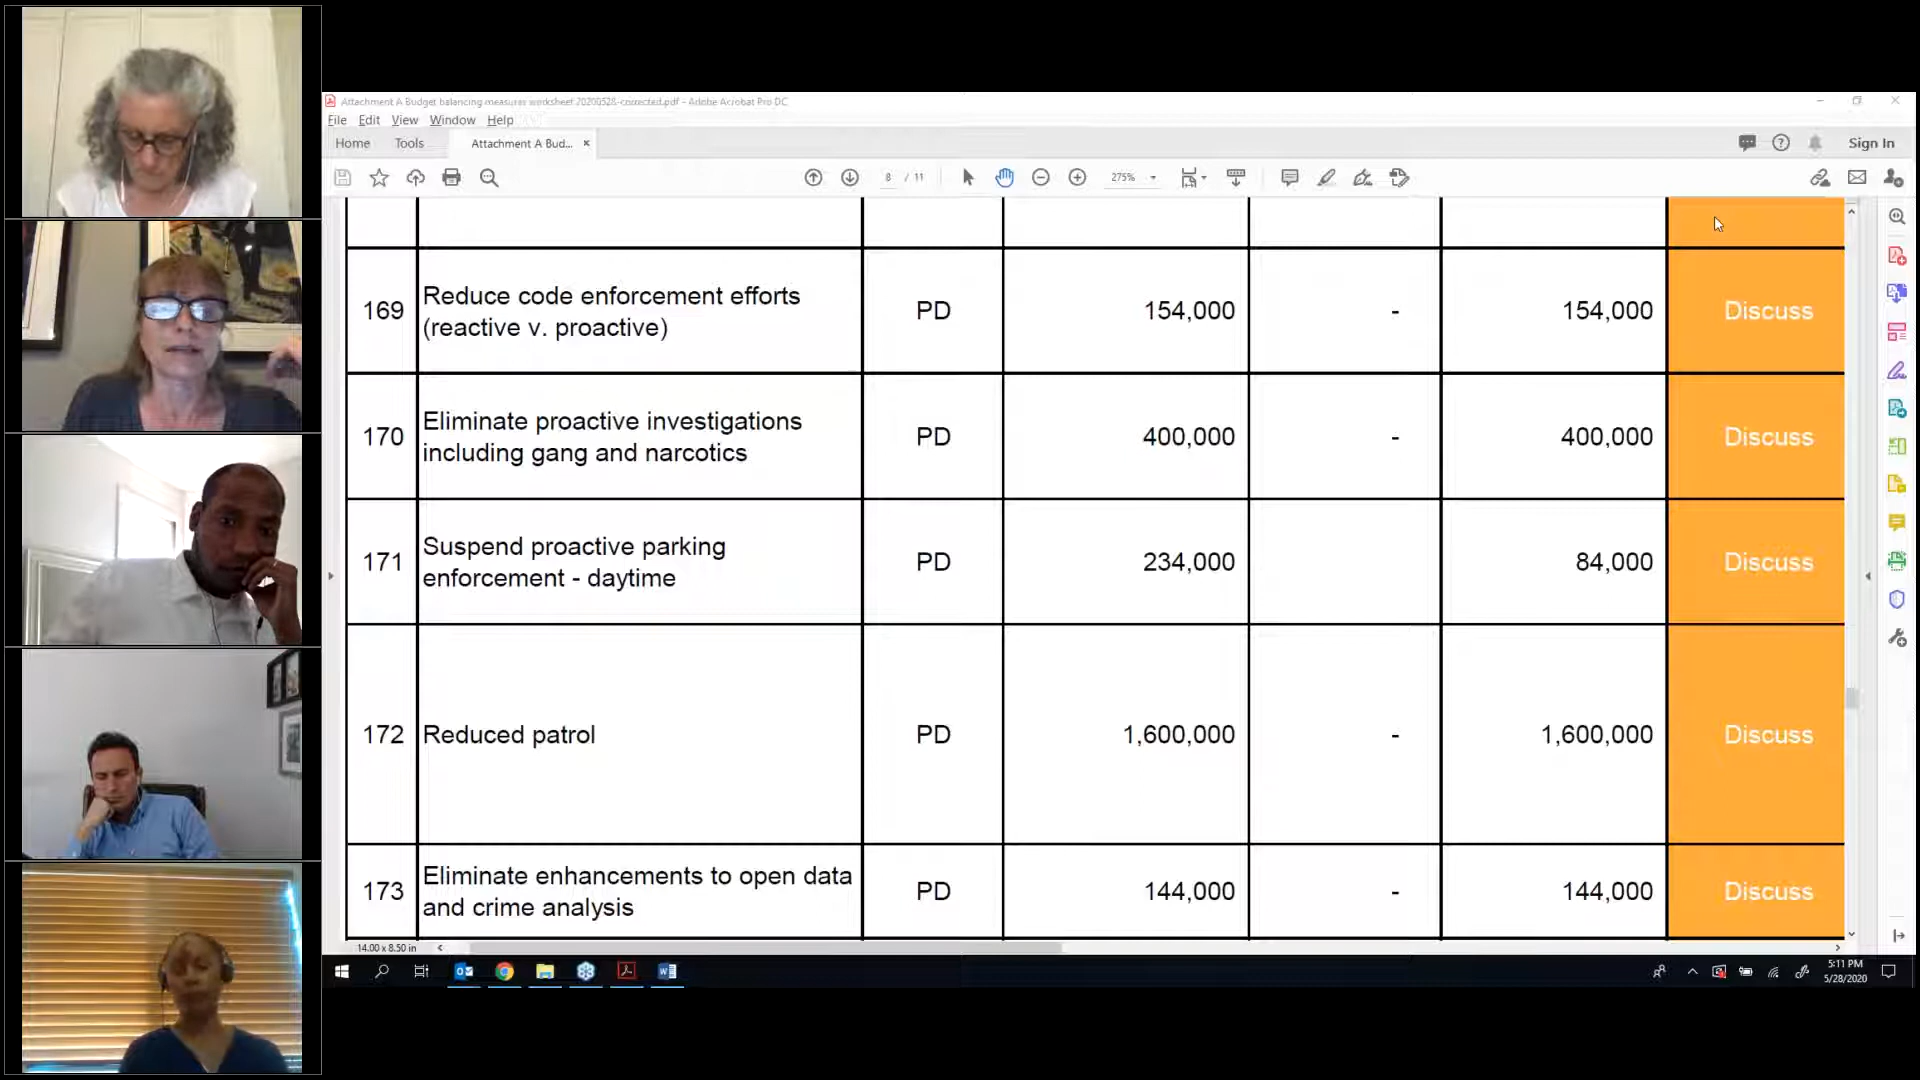 Attachment A Budget balancing measures worksheet 20200528-corrected.pdf - Adobe Acrobat Pro DC
File Edit View Window Help
Home Tools Attachment A Bud... × Sign In
8 / 11 275%
169 Reduce code enforcement efforts (reactive v. proactive) PD 154,000 - 154,000 Discuss
170 Eliminate proactive investigations including gang and narcotics PD 400,000 - 400,000 Discuss
171 Suspend proactive parking enforcement - daytime PD 234,000 84,000 Discuss
172 Reduced patrol PD 1,600,000 - 1,600,000 Discuss
173 Eliminate enhancements to open data and crime analysis PD 144,000 - 144,000 Discuss
14.00 x 8.50 in
5:11 PM
5/28/2020